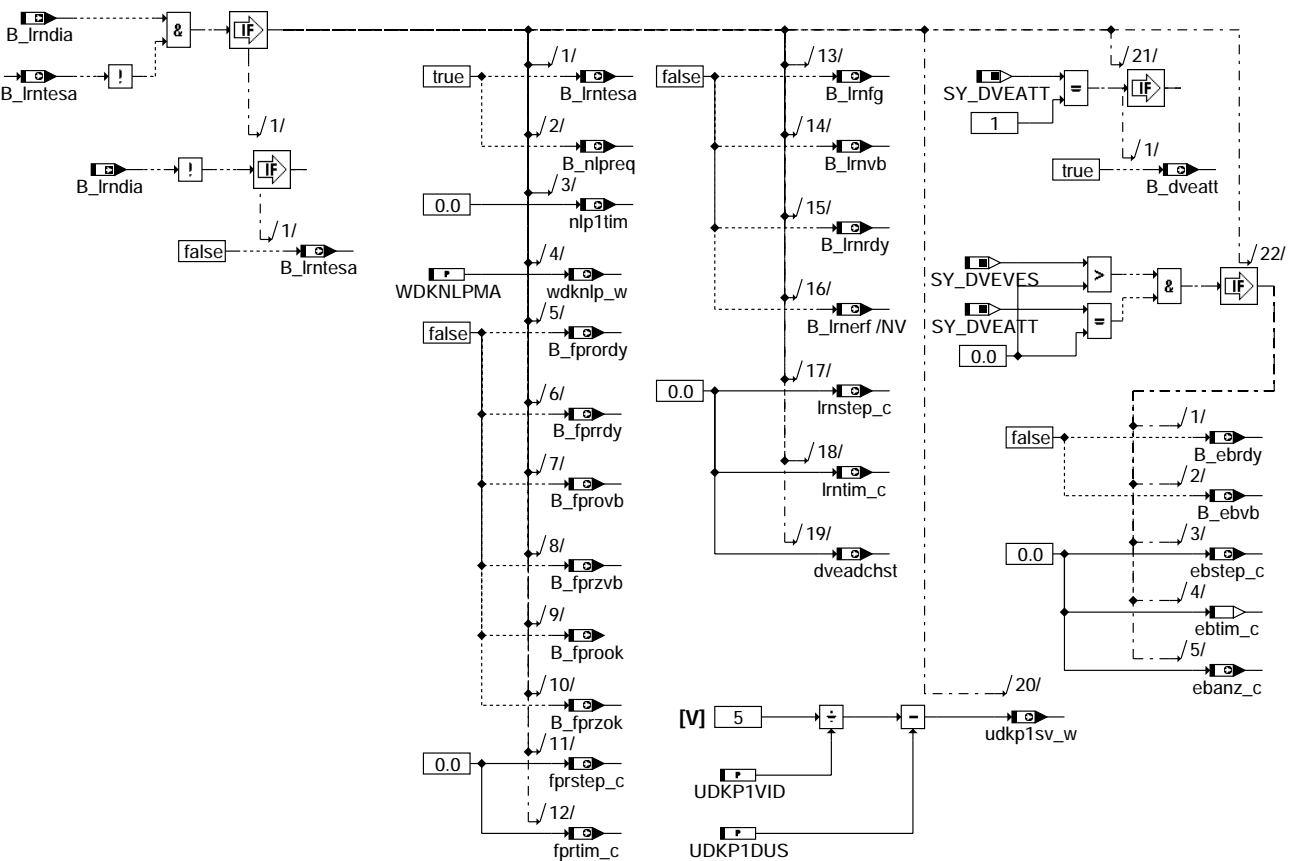 B_lrndia
&
IF
B_lrntesa
!
1/
B_lrndia
!
IF
1/
false
B_lrntesa
true
1/
B_lrntesa
2/
B_nlpreq
0.0
3/
nlp1tim
P
WDKNLPMA
4/
wdknlp_w
false
5/
B_fprordy
6/
B_fprrdy
7/
B_fprovb
8/
B_fprzvb
9/
B_fprook
10/
B_fprzok
0.0
11/
fprstep_c
12/
fprtim_c
false
13/
B_lrnfg
14/
B_lrnvb
15/
B_lrnrdy
16/
B_lrnerf /NV
0.0
17/
lrnstep_c
18/
lrntim_c
19/
dveadchst
[V]
5
÷
-
20/
udkp1sv_w
P
UDKP1VID
P
UDKP1DUS
21/
SY_DVEATT
=
IF
1
1/
true
B_dveatt
22/
SY_DVEVES
>
&
IF
SY_DVEATT
=
0.0
false
1/
B_ebrdy
2/
B_ebvb
0.0
3/
ebstep_c
4/
ebtim_c
5/
ebanz_c